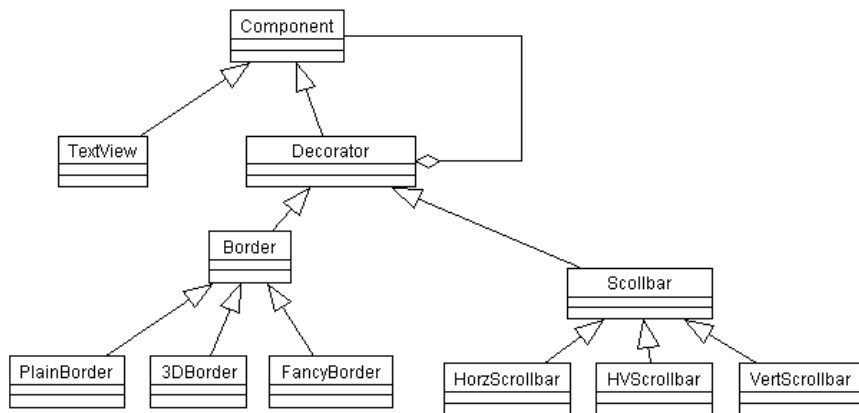 Component
TextView
Decorator
Border
Scollbar
PlainBorder
3DBorder
FancyBorder
HorzScrollbar
HVScrollbar
VertScrollbar